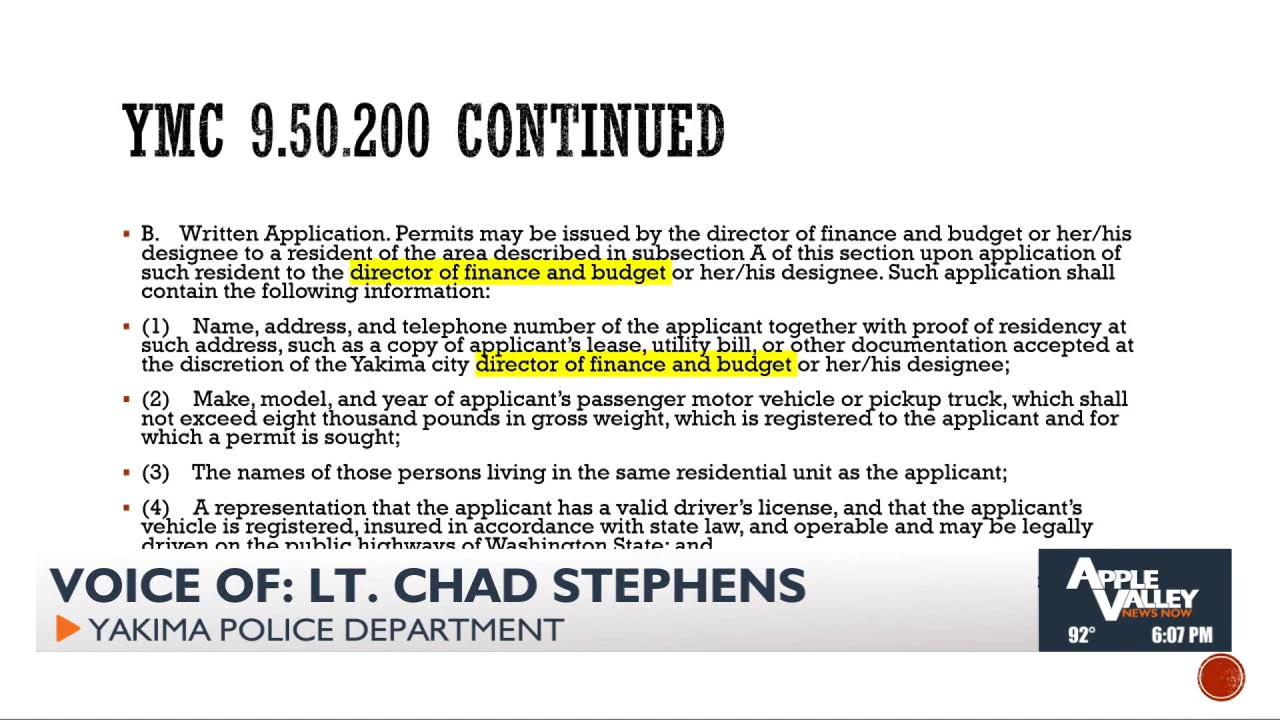 YMC 9.50.200 CONTINUED
▪ B. Written Application. Permits may be issued by the director of finance and budget or her/his
designee to a resident of the area described in subsection A of this section upon application of
such resident to the director of finance and budget or her/his designee. Such application shall
contain the following information:
▪ (1) Name, address, and telephone number of the applicant together with proof of residency at
such address, such as a copy of applicant's lease, utility bill, or other documentation accepted at
the discretion of the Yakima city director of finance and budget or her/his designee;
▪ (2) Make, model, and year of applicant's passenger motor vehicle or pickup truck, which shall
not exceed eight thousand pounds in gross weight, which is registered to the applicant and for
which a permit is sought;
▪ (3) The names of those persons living in the same residential unit as the applicant;
▪ (4) A representation that the applicant has a valid driver's license, and that the applicant's
vehicle is registered, insured in accordance with state law, and operable and may be legally
driven on the public highways of Washington State; and
VOICE OF: LT. CHAD STEPHENS
YAKIMA POLICE DEPARTMENT
APPLE
VALLEY
NEWS NOW
92° 6:07 PM